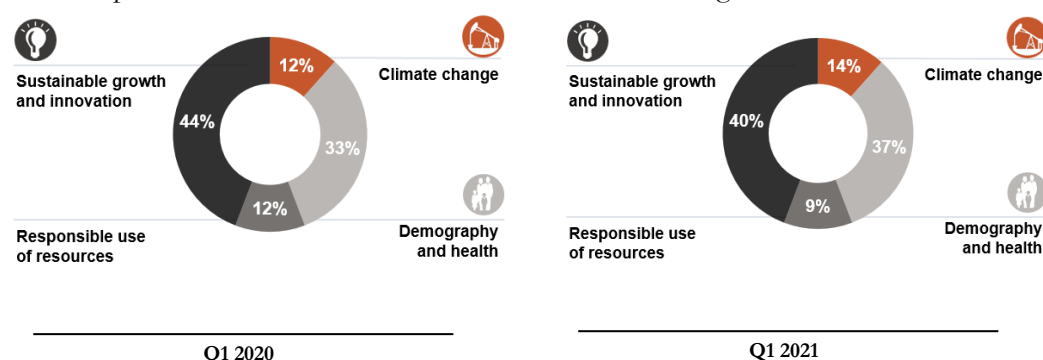 12%
Climate change
Sustainable growth
and innovation
44%
33%
12%
Responsible use
of resources
Demography
and health
Q1 2020
14%
Climate change
Sustainable growth
and innovation
40%
37%
9%
Responsible use
of resources
Demography
and health
Q1 2021